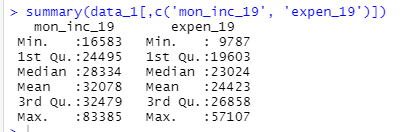 > summary(data_1[,c('mon_inc_19', 'expen_19')])
mon_inc_19 expen_19
Min. :16583 Min. : 9787
1st Qu.:24495 1st Qu.:19603
Median :28334 Median :23024
Mean :32078 Mean :24423
3rd Qu.:32479 3rd Qu.:26858
Max. :83385 Max. :57107
>